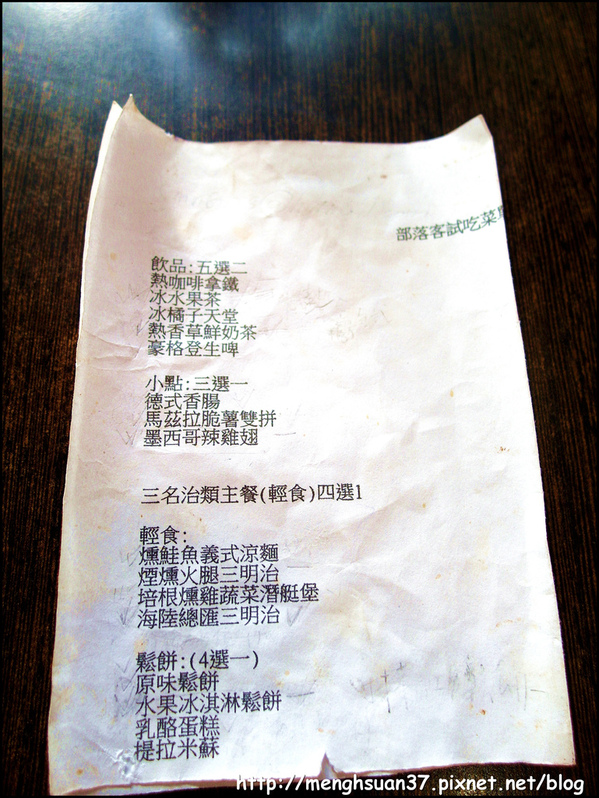 部落客試吃菜單
飲品:五選二
熱咖啡拿鐵
冰水果茶
冰橘子天堂
熱香草鮮奶茶
豪格登生啤
小點:三選一
德式香腸
馬茲拉脆薯雙拼
墨西哥辣雞翅
三名治類主餐(輕食)四選1
輕食:
燻鮭魚義式涼麵
煙燻火腿三明治
培根燻雞蔬菜潛艇堡
海陸總匯三明治
鬆餅:(4選一)
原味鬆餅
水果冰淇淋鬆餅
乳酪蛋糕
提拉米蘇
http://menghsuan37.pixnet.net/blog